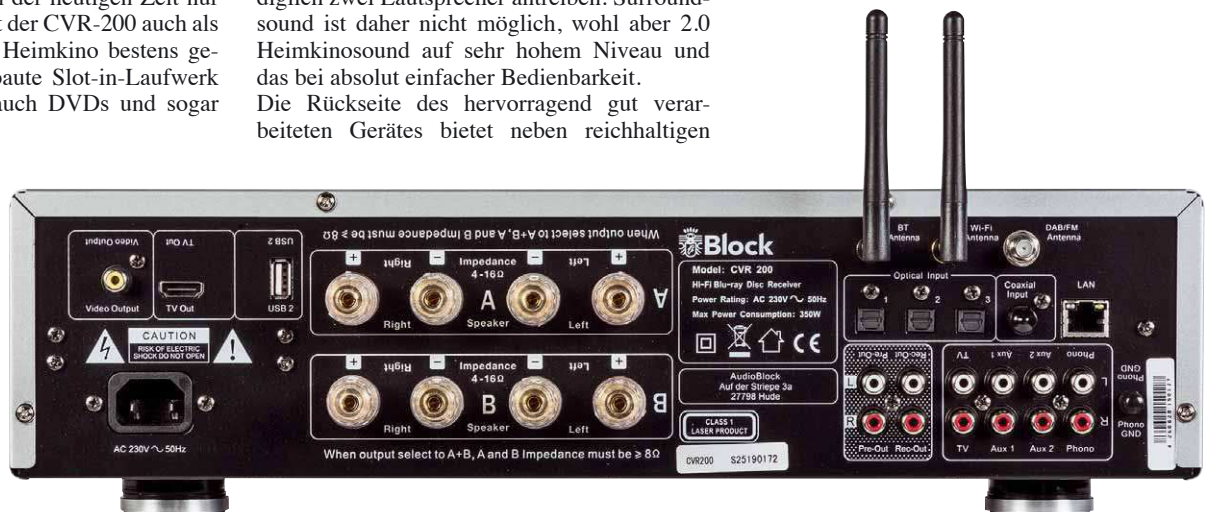 n der heutigen Zeit nur
t der CVR-200 auch als
Heimkino bestens ge-
baute Slot-in-Laufwerk
auch DVDs und sogar
diglich zwei Lautsprecher antreiben. Surround-
sound ist daher nicht möglich, wohl aber 2.0
Heimkinosound auf sehr hohem Niveau und
das bei absolut einfacher Bedienbarkeit.
Die Rückseite des hervorragend gut verar-
beiteten Gerätes bietet neben reichhaltigen
Video Output
TV Out
USB 2
Video Output
TV Out
USB 2
CAUTION
RISK OF ELECTRIC
SHOCK DO NOT OPEN
AC 230V ~ 50Hz
When output select to A+B, A and B Impedance must be ≥ 8Ω
+ Right − Impedance − Left +
4-16Ω
A
A
Right Speaker Left
+ Right − Impedance − Left +
4-16Ω
B
B
Right Speaker Left
When output select to A+B, A and B Impedance must be ≥ 8Ω
Block
Model: CVR 200
Hi-Fi Blu-ray Disc Receiver
Power Rating: AC 230V ~ 50Hz
Max Power Consumption: 350W
CE
AudioBlock
Auf der Striepe 3a
27798 Hude
CLASS 1
LASER PRODUCT
CVR200 S25190172
BT
Antenna
Wi-Fi
Antenna
DAB/FM
Antenna
Optical Input
1 2 3
Coaxial
Input
LAN
Pre-Out Rec-Out
L
R
Pre-Out Rec-Out
TV Aux 1 Aux 2 Phono
L
R
TV Aux 1 Aux 2 Phono
Phono
GND
Phono
GND